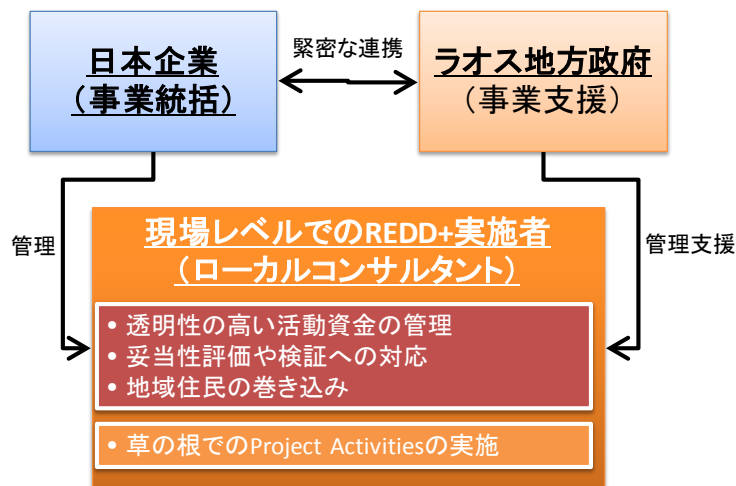 日本企業
（事業統括）
緊密な連携
ラオス地方政府
（事業支援）
管理
管理支援
現場レベルでのREDD+実施者
（ローカルコンサルタント）
• 透明性の高い活動資金の管理
• 妥当性評価や検証への対応
• 地域住民の巻き込み
• 草の根でのProject Activitiesの実施